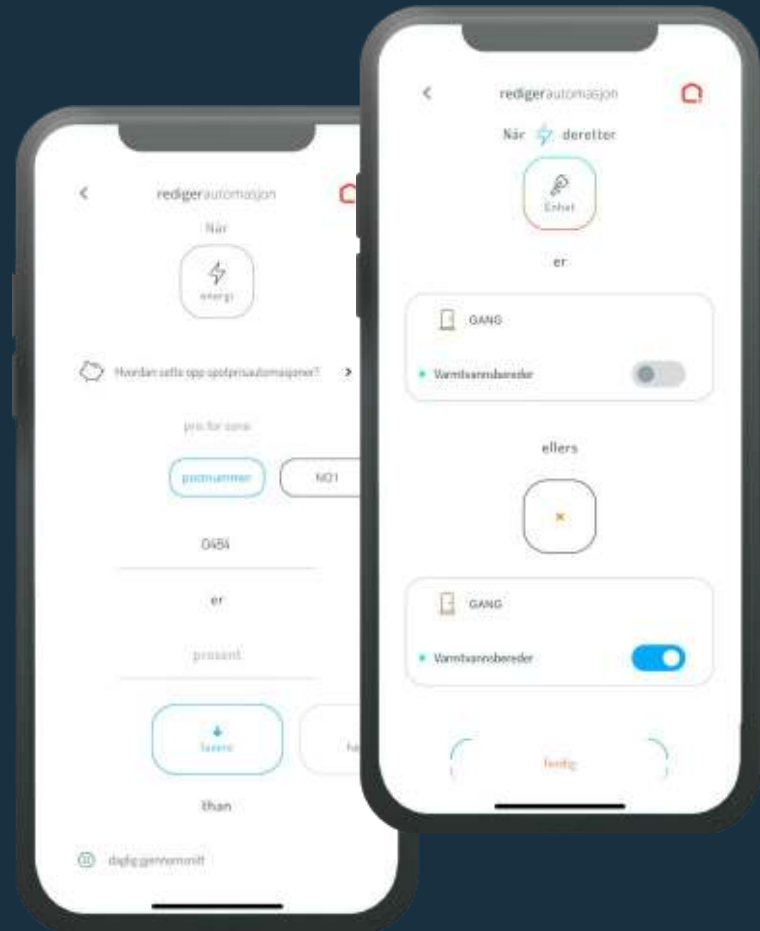 redigerautomasjon
Når
energi
Hvordan sette opp spotprisautomasjoner?
pris for sone
postnummer
NO1
0484
er
prosent
lavere
than
daglig gjennomsnitt
redigerautomasjon
Når deretter
Enhet
er
GANG
Varmtvannsbereder
ellers
GANG
Varmtvannsbereder
ferdig